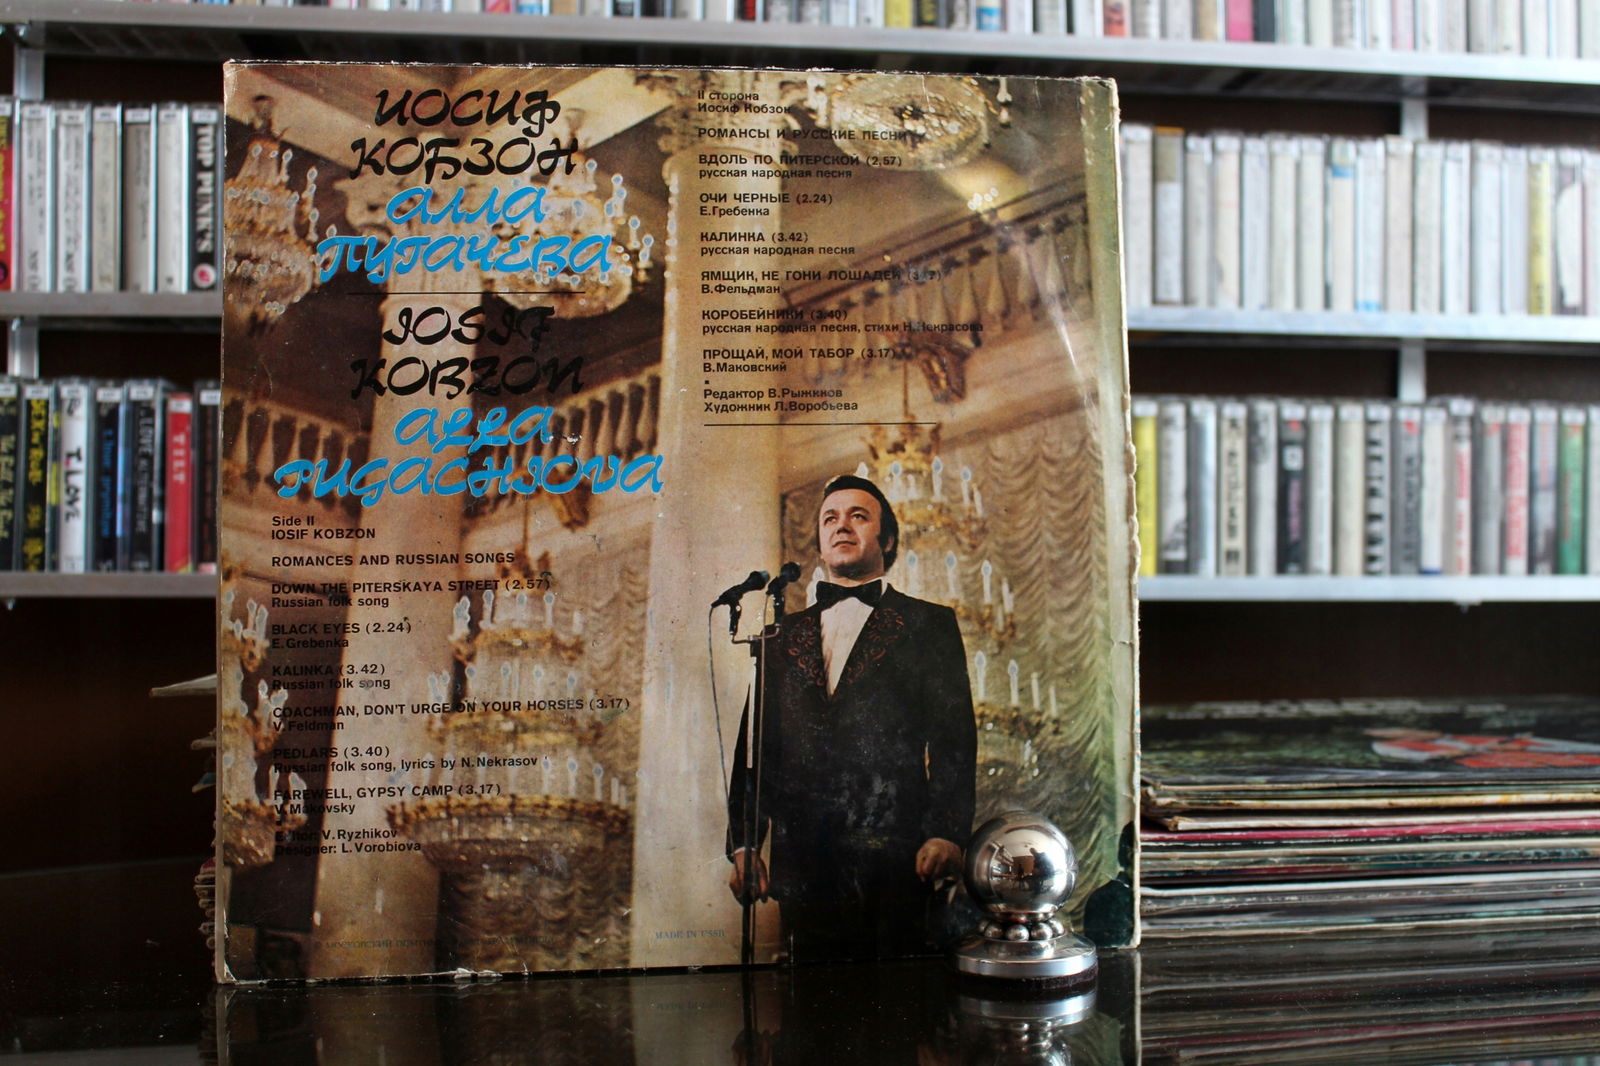 ИОСИФ
КОБЗОН
АЛЛА
ПУГАЧЕВА
IOSIF
KOBZON
ALLA
PUGACHIOVA
Side II
IOSIF KOBZON
ROMANCES AND RUSSIAN SONGS
DOWN THE PITERSKAYA STREET (2.57)
Russian folk song
BLACK EYES (2.24)
E.Grebenka
KALINKA (3.42)
Russian folk song
COACHMAN, DON'T URGE ON YOUR HORSES (3.17)
V.Feldman
PEDLARS (3.40)
Russian folk song, lyrics by N.Nekrasov
FAREWELL, GYPSY CAMP (3.17)
V.Makovsky
Editor: V.Ryzhikov
Designer: L.Vorobiova
II сторона
Иосиф Кобзон
РОМАНСЫ И РУССКИЕ ПЕСНИ
ВДОЛЬ ПО ПИТЕРСКОЙ (2.57)
русская народная песня
ОЧИ ЧЕРНЫЕ (2.24)
Е.Гребенка
КАЛИНКА (3.42)
русская народная песня
ЯМЩИК, НЕ ГОНИ ЛОШАДЕЙ
В.Фельдман
КОРОБЕЙНИКИ (3.40)
русская народная песня, стихи Н.Некрасова
ПРОЩАЙ, МОЙ ТАБОР (3.17)
В.Маковский
Редактор В.Рыжиков
Художник Л.Воробьева
MADE IN USSR
TOP TUNES
T.LOVE
TILT